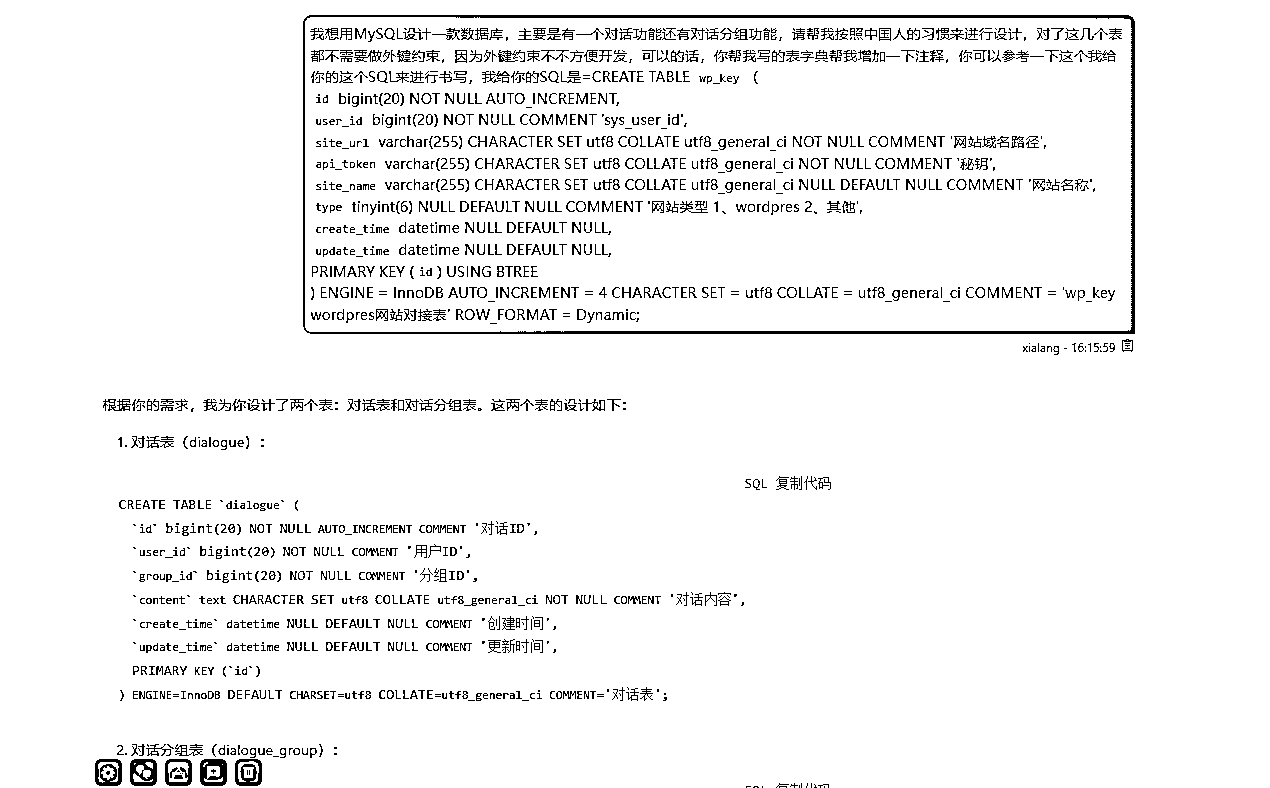 我想用MySQL设计一款数据库，主要是有一个对话功能还有对话分组功能，请帮我按照中国人的习惯来进行设计，对了这几个表
都不需要做外键约束，因为外键约束不不方便开发，可以的话，你帮我写的表字典帮我增加一下注释，你可以参考一下这个我给
你的这个SQL来进行书写，我给你的SQL是=CREATE TABLE wp_key (
id bigint(20) NOT NULL AUTO_INCREMENT,
user_id bigint(20) NOT NULL COMMENT 'sys_user_id',
site_url varchar(255) CHARACTER SET utf8 COLLATE utf8_general_ci NOT NULL COMMENT '网站域名路径',
api_token varchar(255) CHARACTER SET utf8 COLLATE utf8_general_ci NOT NULL COMMENT '秘钥',
site_name varchar(255) CHARACTER SET utf8 COLLATE utf8_general_ci NULL DEFAULT NULL COMMENT '网站名称',
type tinyint(6) NULL DEFAULT NULL COMMENT '网站类型 1、wordpres 2、其他',
create_time datetime NULL DEFAULT NULL,
update_time datetime NULL DEFAULT NULL,
PRIMARY KEY ( id ) USING BTREE
) ENGINE = InnoDB AUTO_INCREMENT = 4 CHARACTER SET = utf8 COLLATE = utf8_general_ci COMMENT = 'wp_key
wordpres网站对接表' ROW_FORMAT = Dynamic;
xialang - 16:15:59
根据你的需求，我为你设计了两个表：对话表和对话分组表。这两个表的设计如下：
1. 对话表（dialogue）：
SQL 复制代码
CREATE TABLE `dialogue` (
`id` bigint(20) NOT NULL AUTO_INCREMENT COMMENT '对话ID',
`user_id` bigint(20) NOT NULL COMMENT '用户ID',
`group_id` bigint(20) NOT NULL COMMENT '分组ID',
`content` text CHARACTER SET utf8 COLLATE utf8_general_ci NOT NULL COMMENT '对话内容',
`create_time` datetime NULL DEFAULT NULL COMMENT '创建时间',
`update_time` datetime NULL DEFAULT NULL COMMENT '更新时间',
PRIMARY KEY (`id`)
) ENGINE=InnoDB DEFAULT CHARSET=utf8 COLLATE=utf8_general_ci COMMENT='对话表';
2. 对话分组表（dialogue_group）：
SQL 复制代码